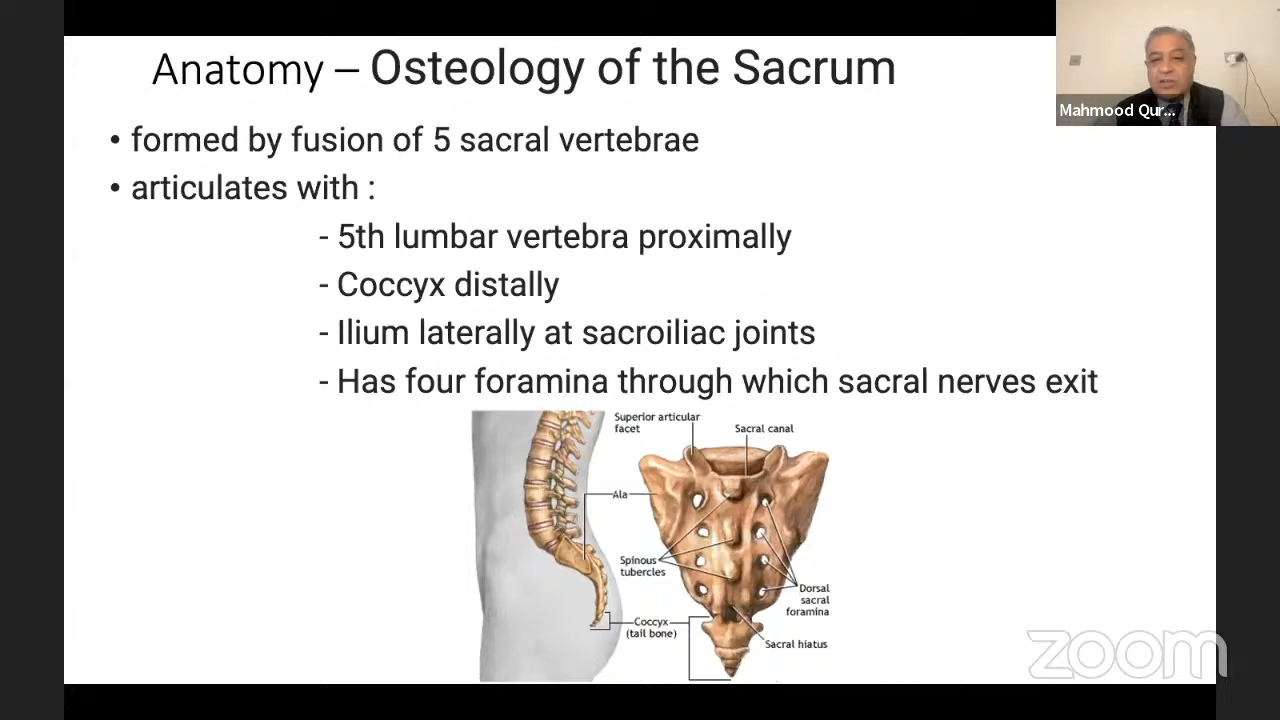 Anatomy – Osteology of the Sacrum
Mahmood Qur...
• formed by fusion of 5 sacral vertebrae
• articulates with :
- 5th lumbar vertebra proximally
- Coccyx distally
- Ilium laterally at sacroiliac joints
- Has four foramina through which sacral nerves exit
Superior articular
facet
Sacral canal
Ala
Spinous
tubercles
Dorsal
sacral
foramina
Coccyx
(tail bone)
Sacral hiatus
zoom